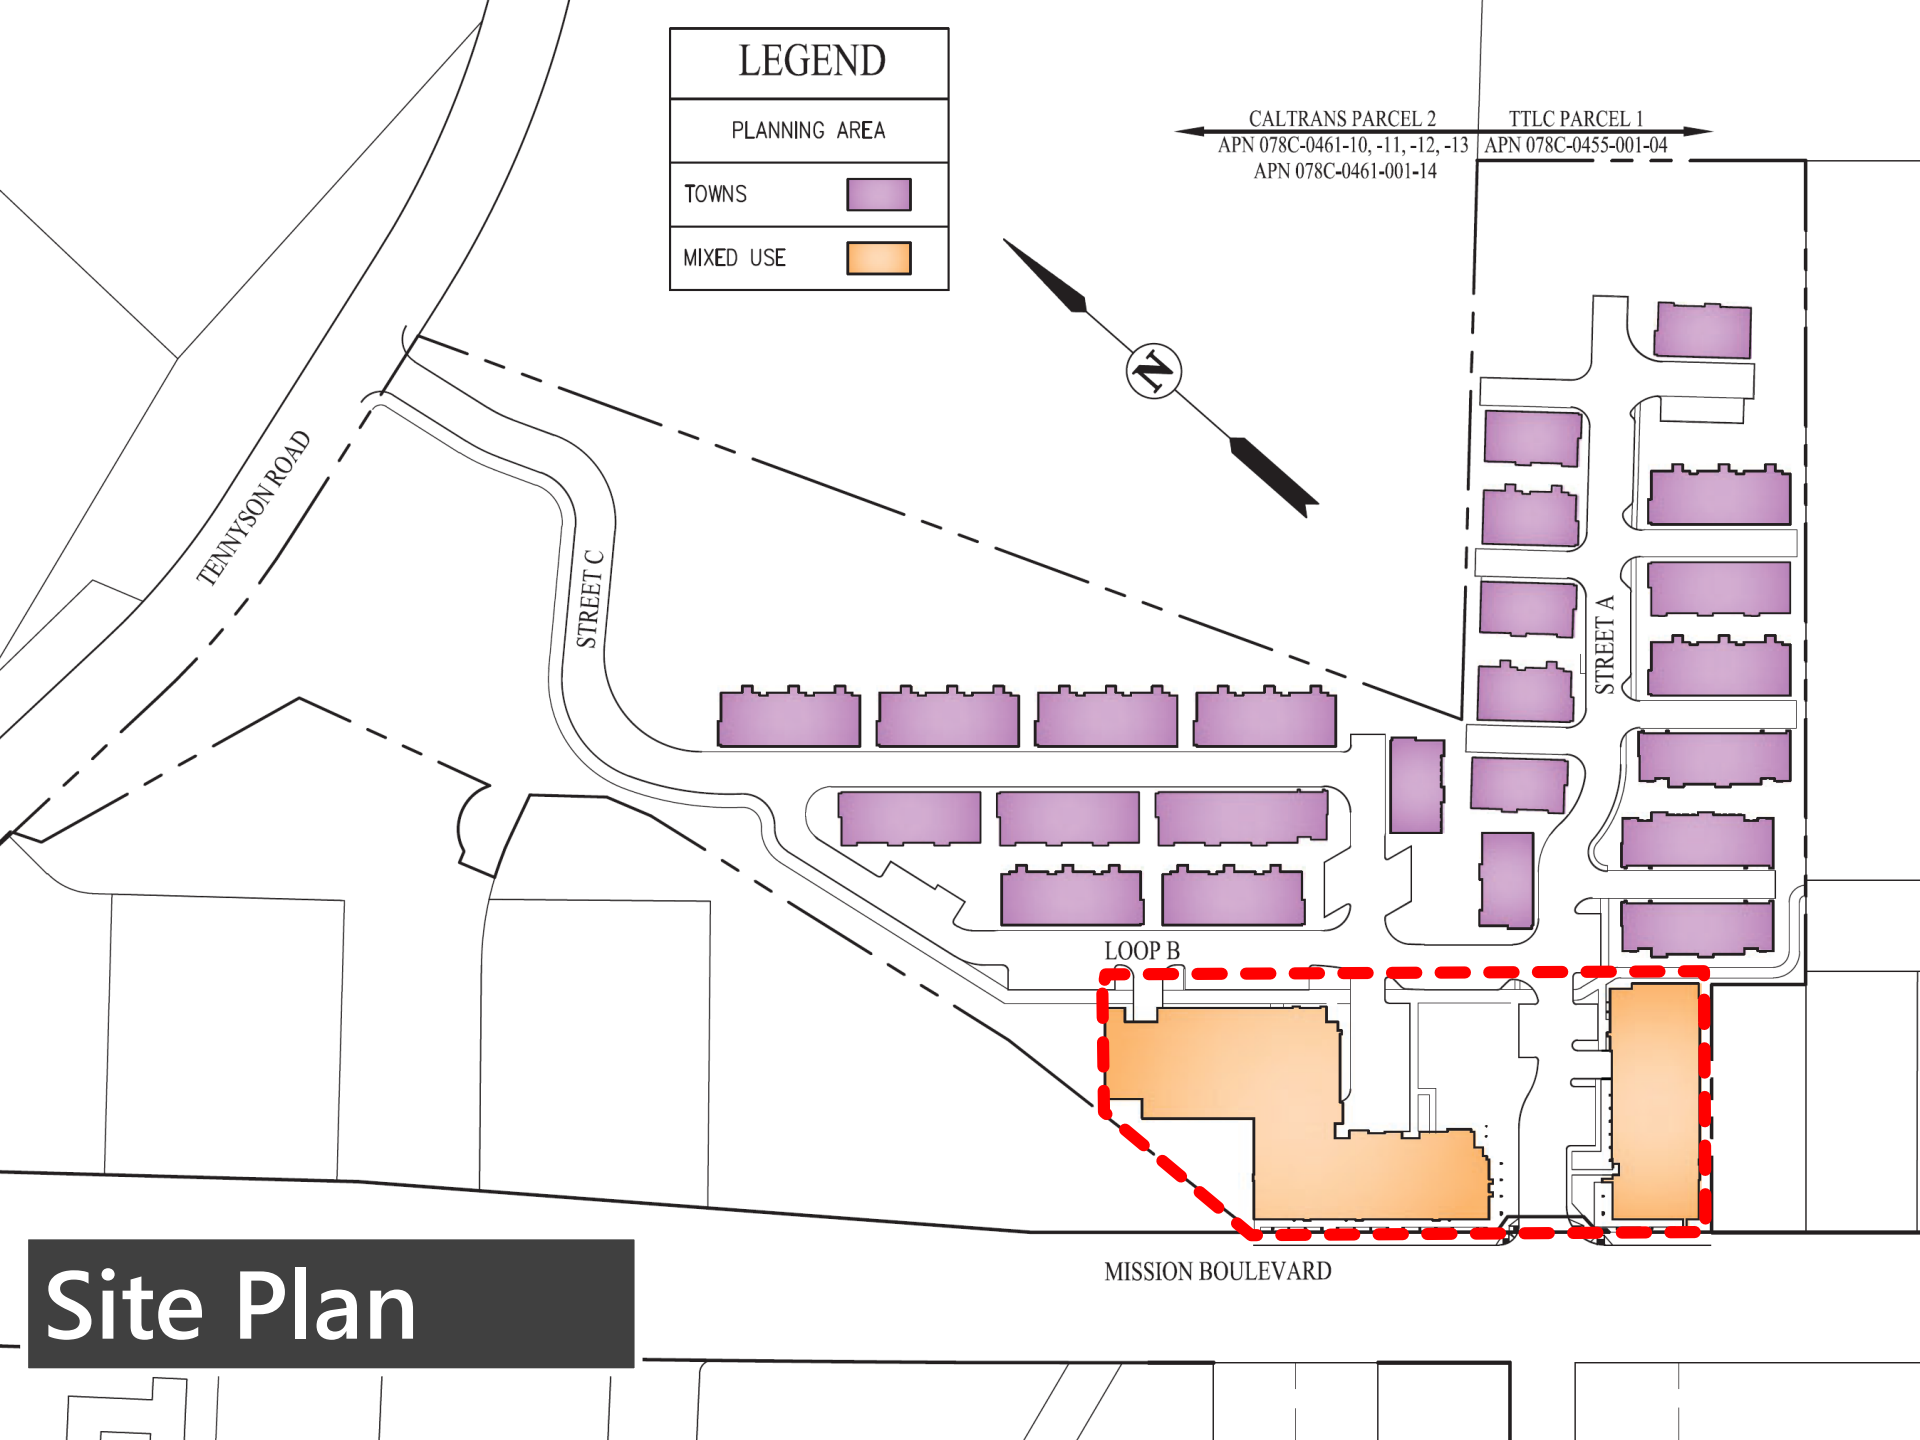 LEGEND
PLANNING AREA
TOWNS
MIXED USE
CALTRANS PARCEL 2
TTLC PARCEL 1
APN 078C-0461-10, -11, -12, -13
APN 078C-0455-001-04
APN 078C-0461-001-14
N
TENNYSON ROAD
STREET C
STREET A
LOOP B
MISSION BOULEVARD
Site Plan